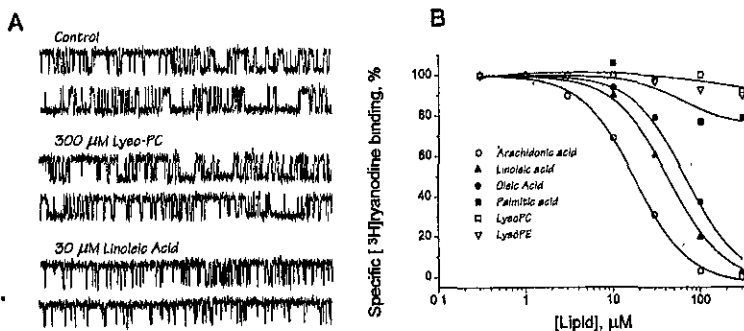 A
Control
300 µM Lyso-PC
30 µM Linoleic Acid
B
Specific [³H]ryanodine binding, %
100
80
60
40
20
0
Arachidonic acid
Linoleic acid
Oleic Acid
Palmitic acid
LysoPC
LysoPE
0 1
1
10
100
[Lipid], µM